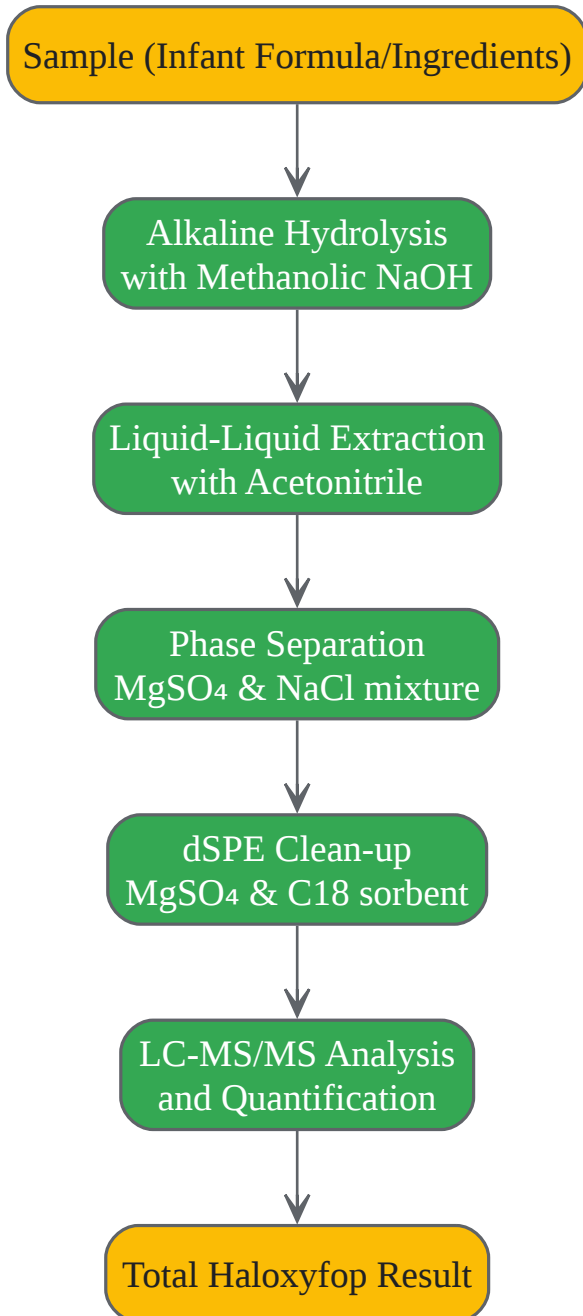 Sample (Infant Formula/Ingredients)
Alkaline Hydrolysis
with Methanolic NaOH
Liquid-Liquid Extraction
with Acetonitrile
Phase Separation
MgSO₄ & NaCl mixture
dSPE Clean-up
MgSO₄ & C18 sorbent
LC-MS/MS Analysis
and Quantification
Total Haloxyfop Result